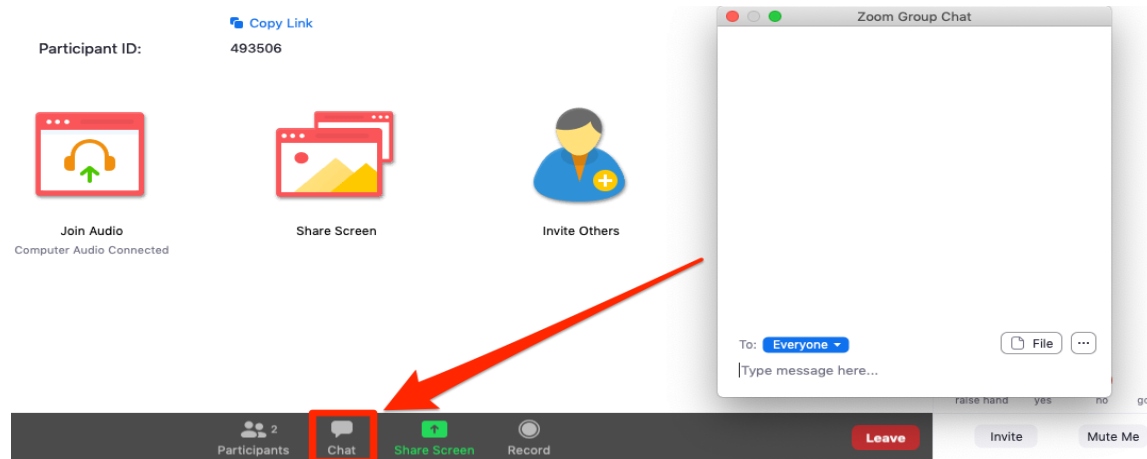 Copy Link
Participant ID: 493506
Join Audio
Computer Audio Connected
Share Screen
Invite Others
Zoom Group Chat
To: Everyone
File
Type message here...
raise hand yes no
2
Participants Chat Share Screen Record
Leave
Invite Mute Me